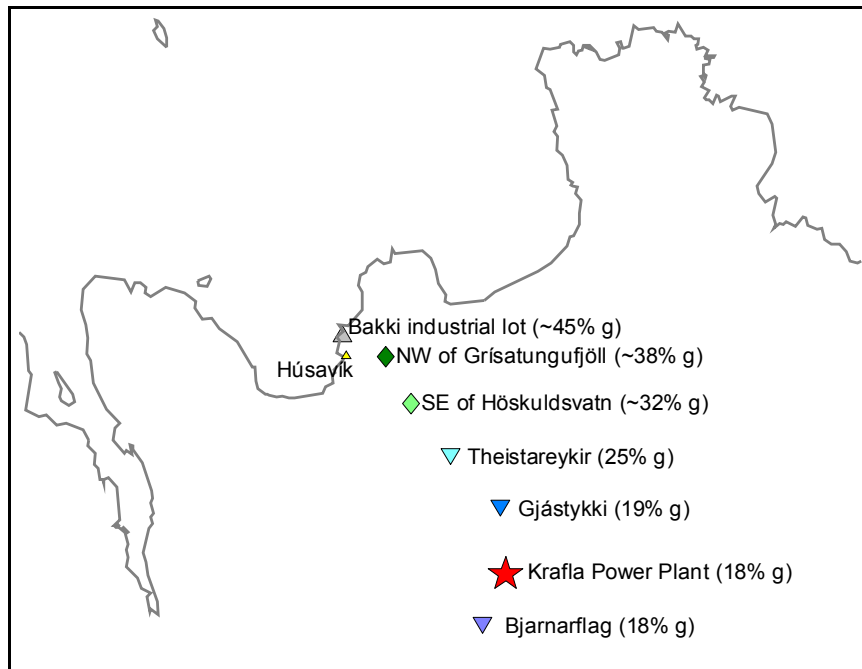 Bakki industrial lot (~45% g)
NW of Grísatungufjöll (~38% g)
Húsavík
SE of Höskuldsvatn (~32% g)
Theistareykir (25% g)
Gjástykki (19% g)
Krafla Power Plant (18% g)
Bjarnarflag (18% g)